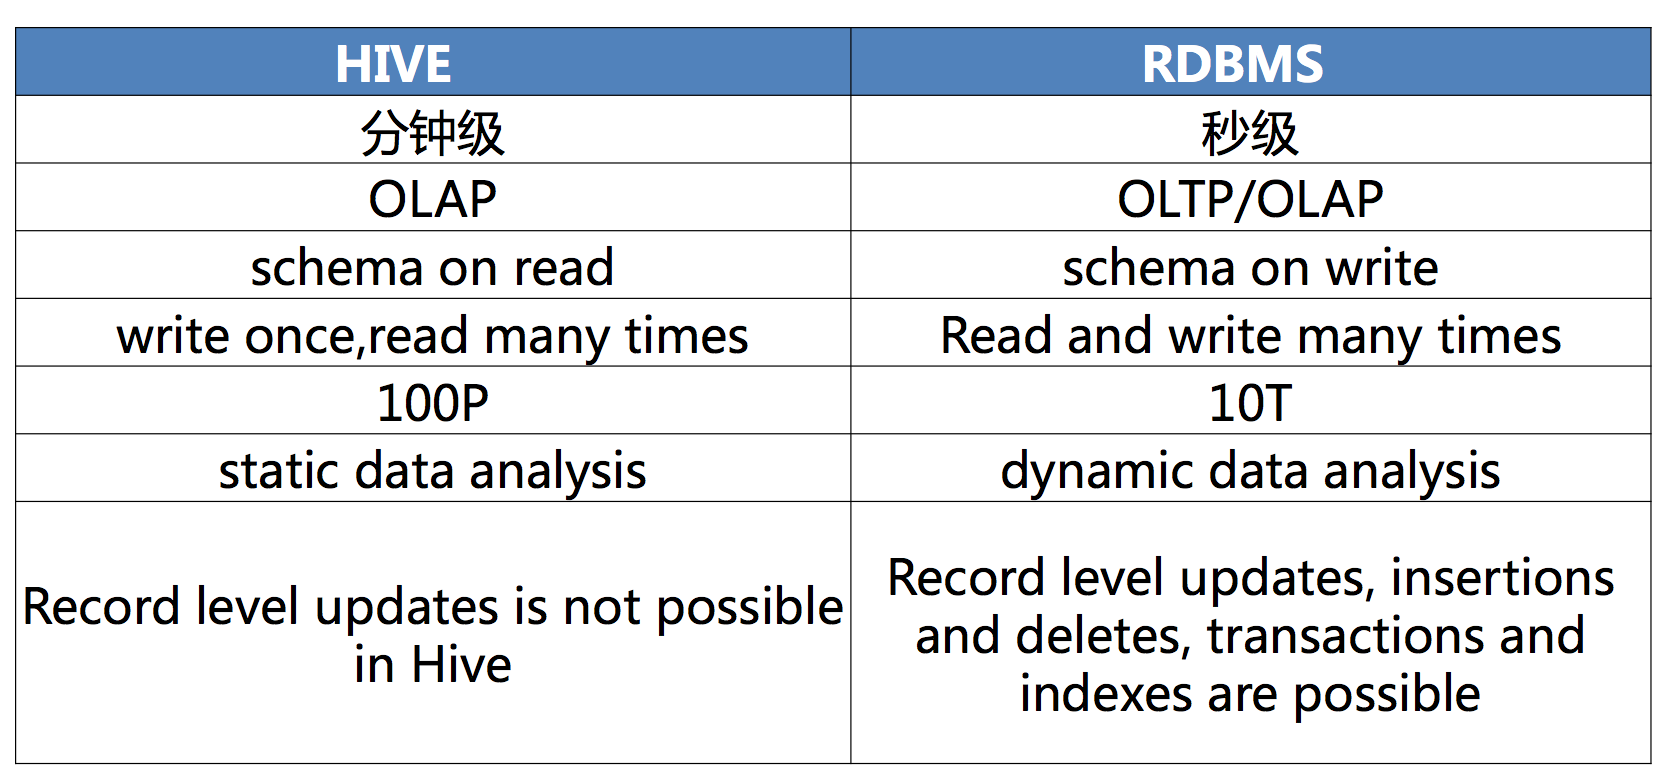 HIVE
RDBMS
分钟级
秒级
OLAP
OLTP/OLAP
schema on read
schema on write
write once,read many times
Read and write many times
100P
10T
static data analysis
dynamic data analysis
Record level updates is not possible
in Hive
Record level updates, insertions
and deletes, transactions and
indexes are possible